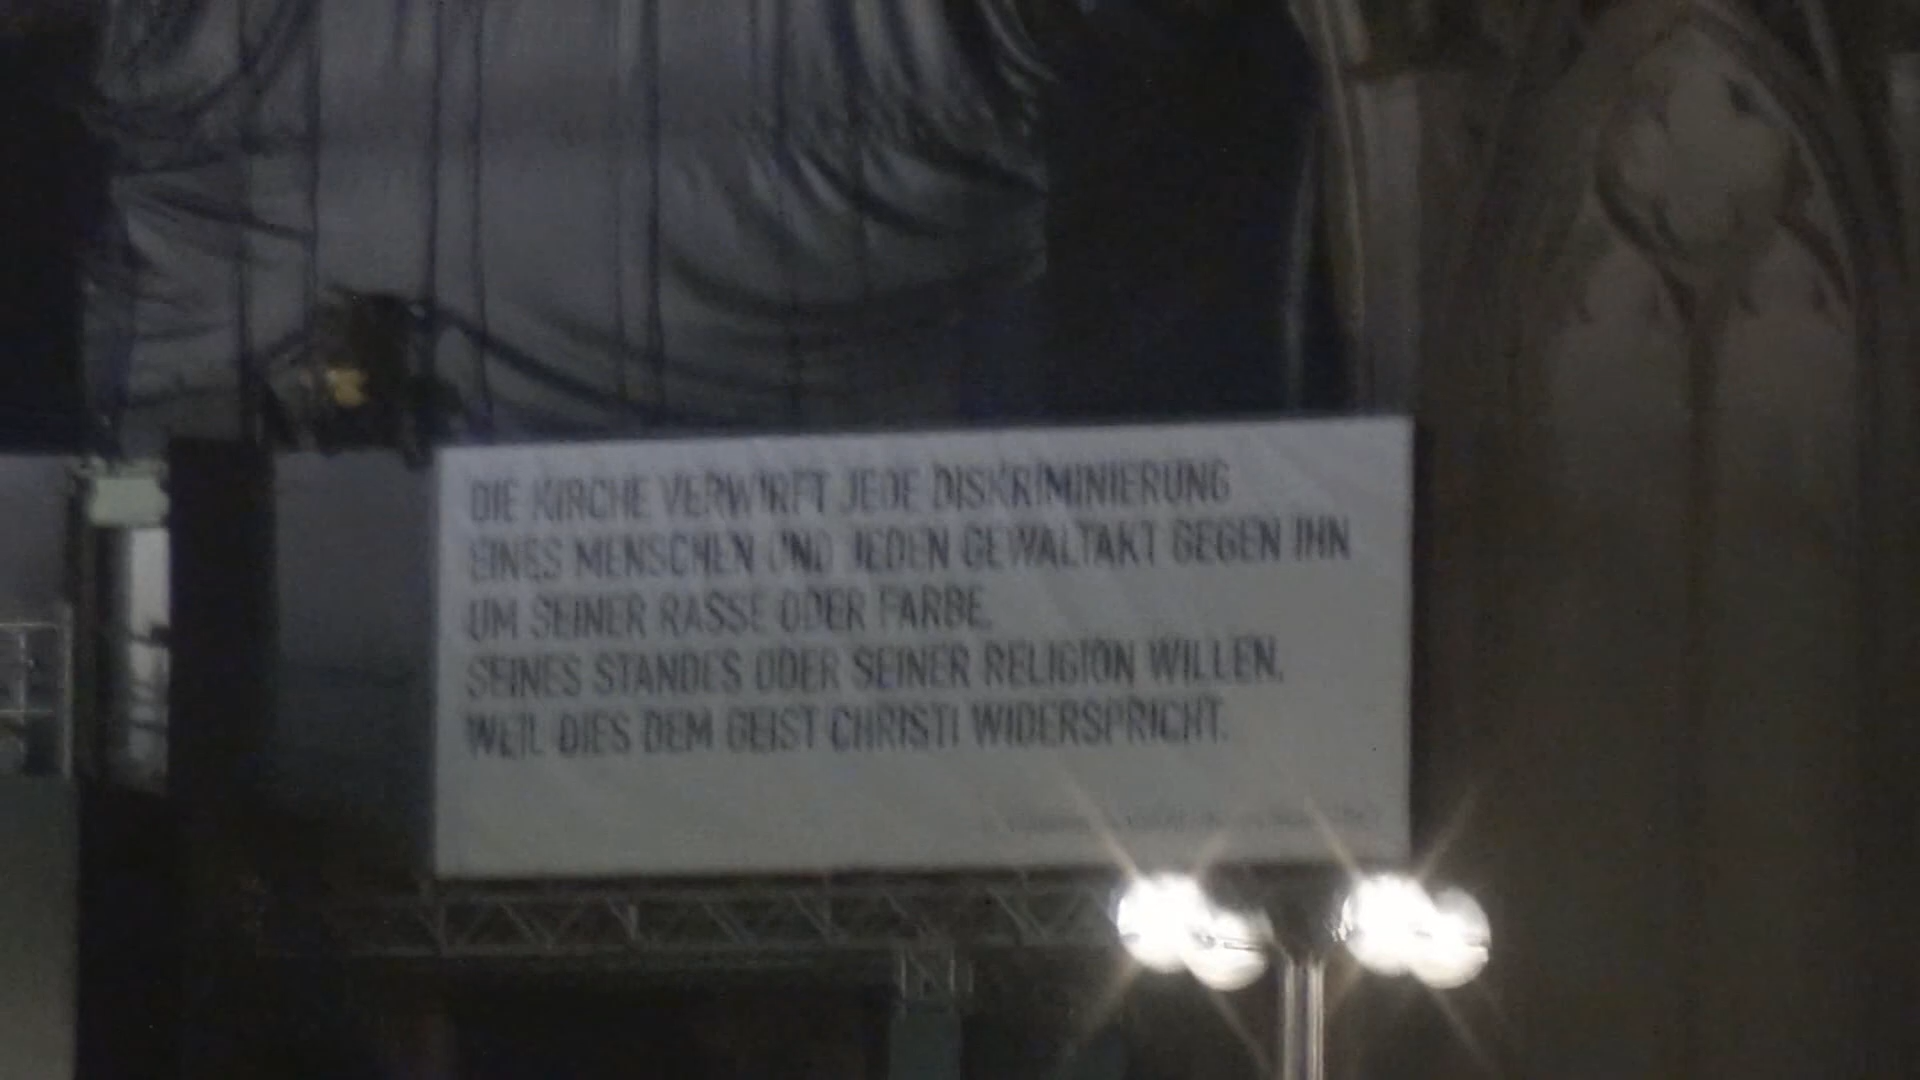 DIE KIRCHE VERWIRFT JEDE DISKRIMINIERUNG
EINES MENSCHEN UND JEDEN GEWALTAKT GEGEN IHN
UM SEINER RASSE ODER FARBE,
SEINES STANDES ODER SEINER RELIGION WILLEN,
WEIL DIES DEM GEIST CHRISTI WIDERSPRICHT.